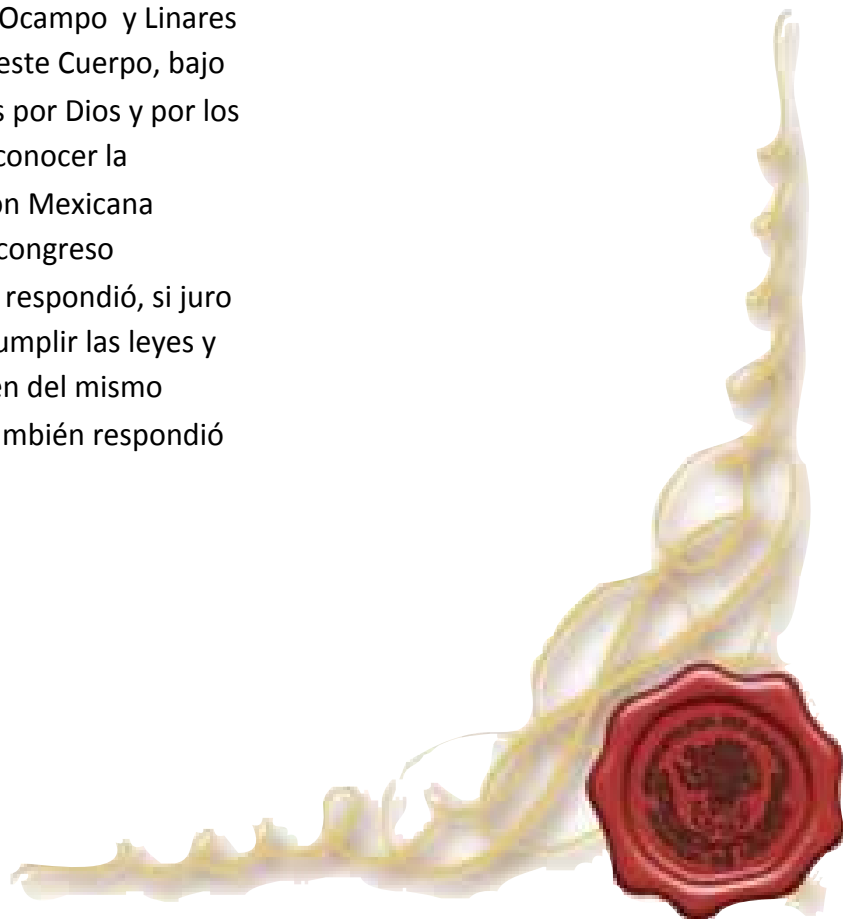 Ocampo y Linares
este Cuerpo, bajo
s por Dios y por los
conocer la
on Mexicana
congreso
respondió, si juro
umplir las leyes y
en del mismo
ambién respondió